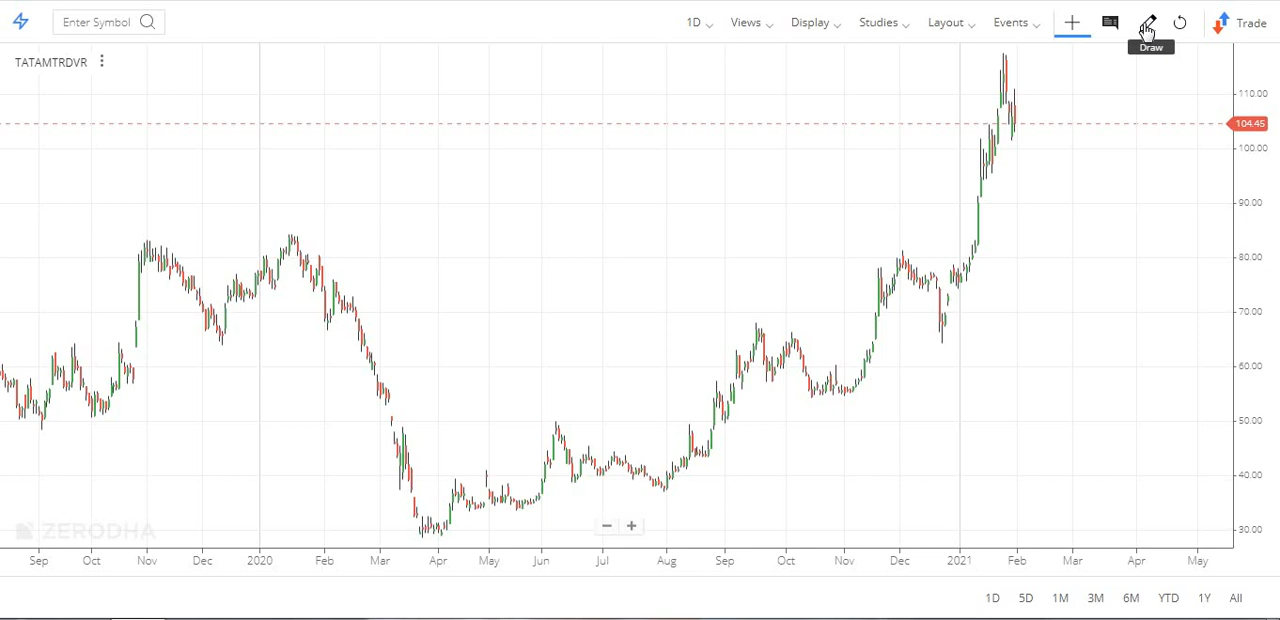 Enter Symbol 1D Views Display Studies Layout Events Trade
Draw
TATAMTRDVR
110.00
104.45
100.00
90.00
80.00
70.00
60.00
50.00
40.00
30.00
ZERODHA
Sep Oct Nov Dec 2020 Feb Mar Apr May Jun Jul Aug Sep Oct Nov Dec 2021 Feb Mar Apr May
1D 5D 1M 3M 6M YTD 1Y All